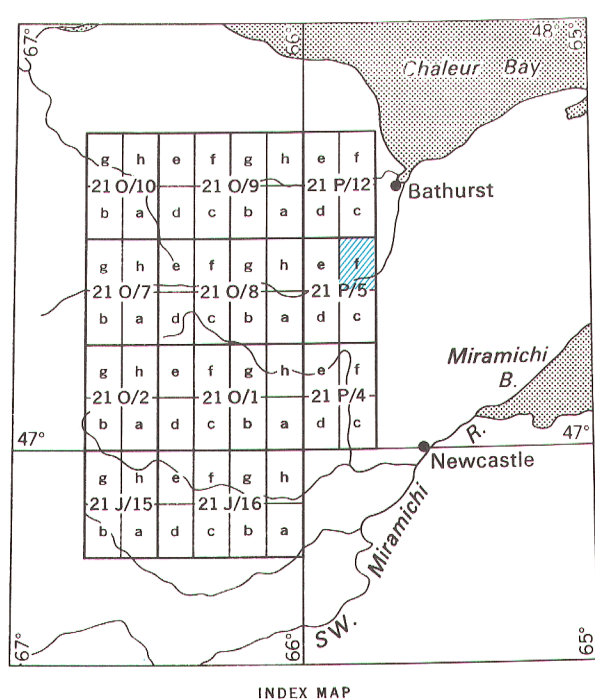 67° 66° 48° 65°
Chaleur Bay
g h e f g h e f
21 O/10 21 O/9 21 P/12
Bathurst
b a d c b a d c
g h e f g h e f
21 O/7 21 O/8 21 P/5
b a d c b a d c
Miramichi
B.
g h e f g h e f
21 O/2 21 O/1 21 P/4
b a d c b a d c
R.
47° 47°
Newcastle
g h e f g h
21 J/15 21 J/16
b a d c b a
Miramichi
SW.
67° 66° 65°
INDEX MAP